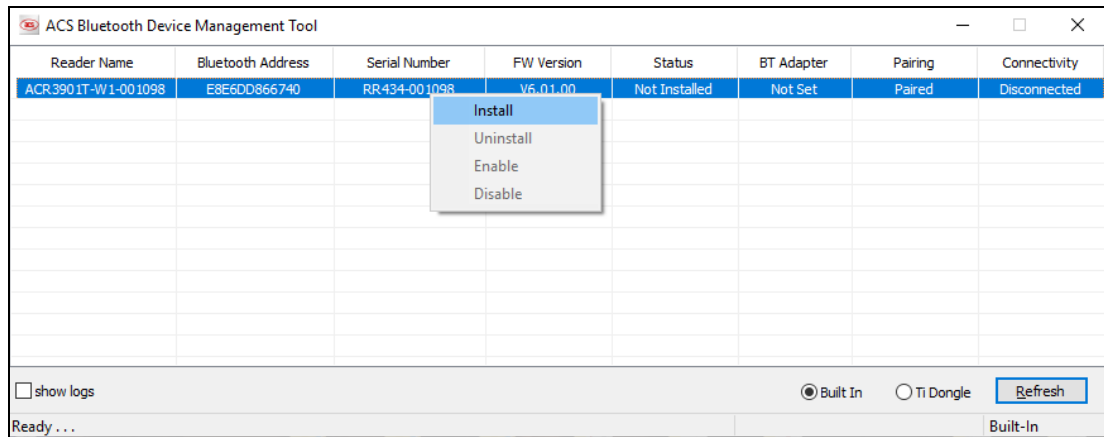 ACS Bluetooth Device Management Tool
Reader Name Bluetooth Address Serial Number FW Version Status BT Adapter Pairing Connectivity
ACR3901T-W1-001098 E8E6DD866740 RR434-001098 V6.01.00 Not Installed Not Set Paired Disconnected
Install
Uninstall
Enable
Disable
show logs Built In Ti Dongle Refresh
Ready . . . Built-In